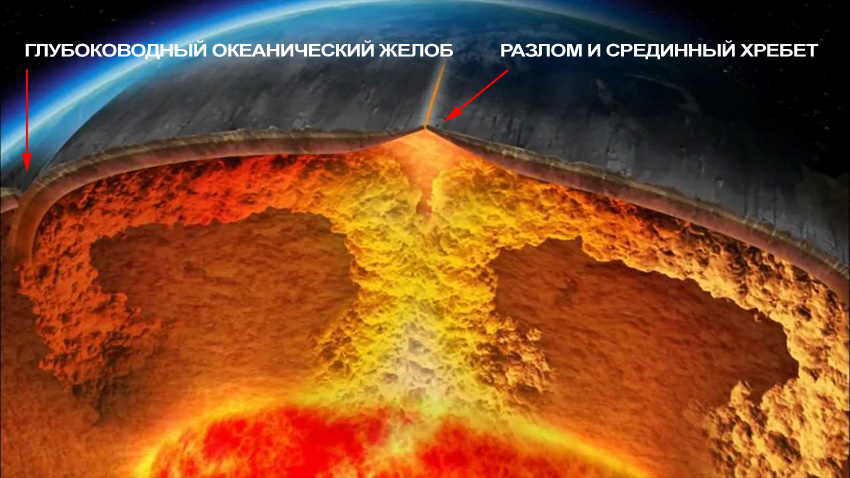 ГЛУБОКОВОДНЫЙ ОКЕАНИЧЕСКИЙ ЖЕЛОБ
РАЗЛОМ И СРЕДИННЫЙ ХРЕБЕТ